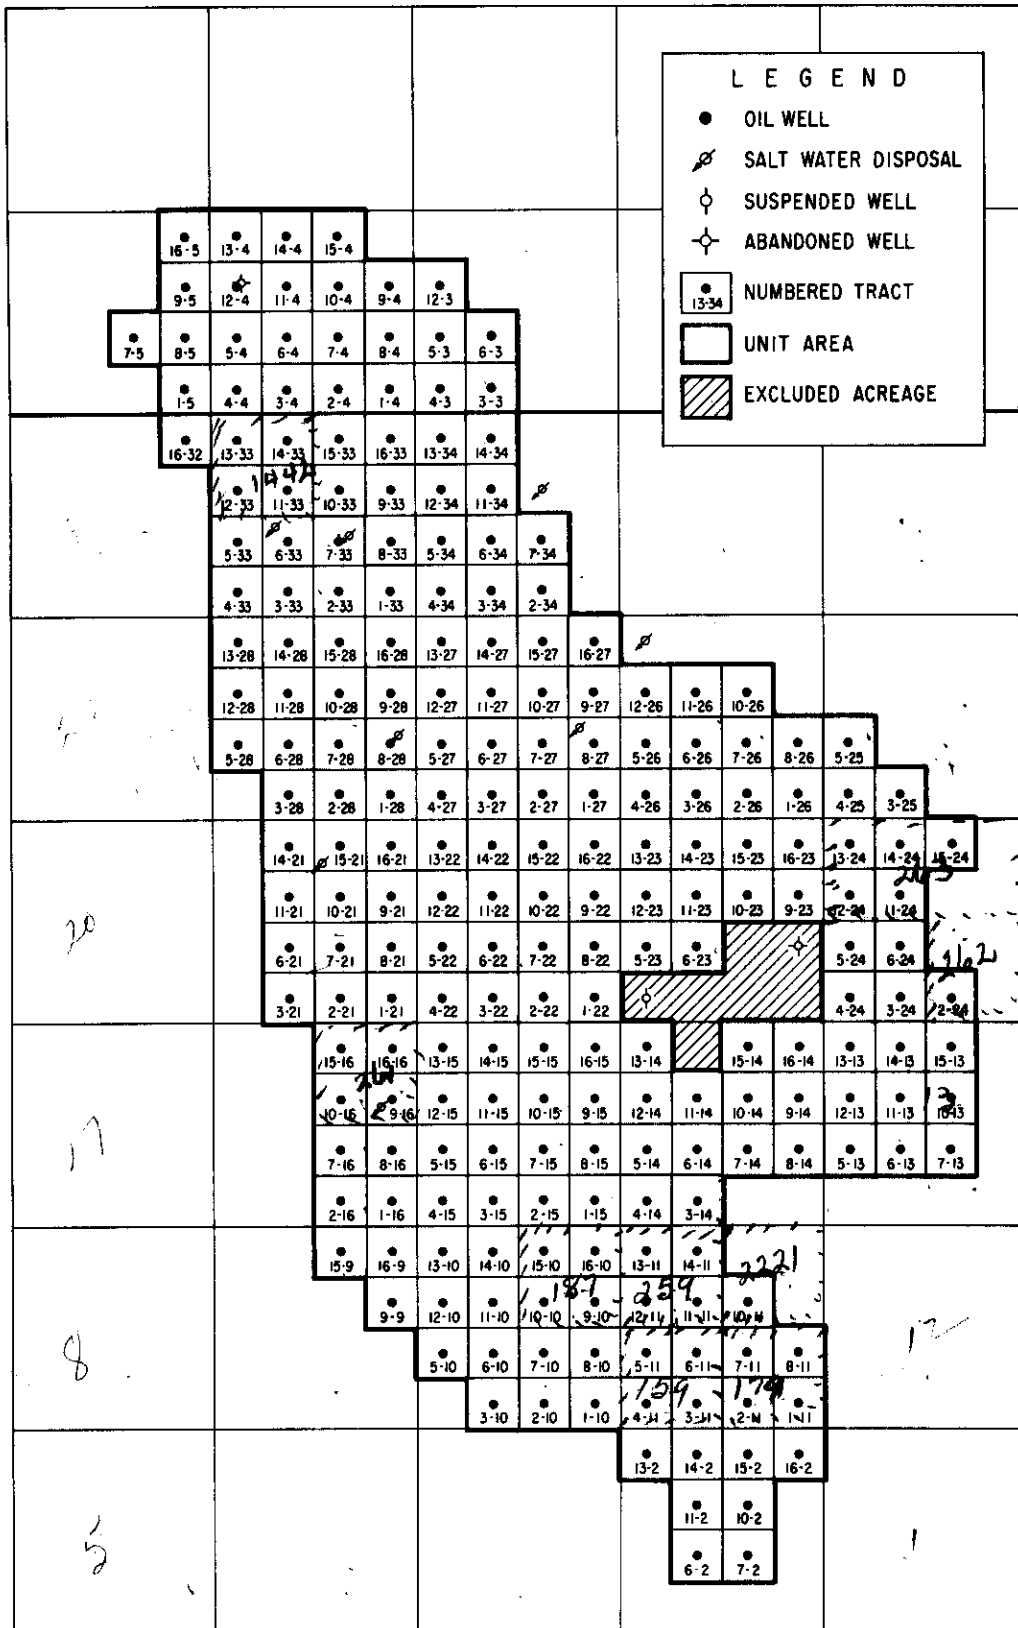 LEGEND
OIL WELL
SALT WATER DISPOSAL
SUSPENDED WELL
ABANDONED WELL
13-34 NUMBERED TRACT
UNIT AREA
EXCLUDED ACREAGE
16-5 13-4 14-4 15-4
9-5 12-4 11-4 10-4 9-4 12-3
7-5 8-5 5-4 6-4 7-4 8-4 5-3 6-3
1-5 4-4 3-4 2-4 1-4 4-3 3-3
16-32 13-33 14-33 15-33 16-33 13-34 14-34
1442
12-33 11-33 10-33 9-33 12-34 11-34
5-33 6-33 7-33 8-33 5-34 6-34 7-34
4-33 3-33 2-33 1-33 4-34 3-34 2-34
13-28 14-28 15-28 16-28 13-27 14-27 15-27 16-27
12-28 11-28 10-28 9-28 12-27 11-27 10-27 9-27 12-26 11-26 10-26
5-28 6-28 7-28 8-28 5-27 6-27 7-27 8-27 5-26 6-26 7-26 8-26 5-25
3-28 2-28 1-28 4-27 3-27 2-27 1-27 4-26 3-26 2-26 1-26 4-25 3-25
14-21 15-21 16-21 13-22 14-22 15-22 16-22 13-23 14-23 15-23 16-23 13-24 14-24 15-24
11-21 10-21 9-21 12-22 11-22 10-22 9-22 12-23 11-23 10-23 9-23 12-24 11-24
20
6-21 7-21 8-21 5-22 6-22 7-22 8-22 5-23 6-23 5-24 6-24 262
3-21 2-21 1-21 4-22 3-22 2-22 1-22 4-24 3-24 2-24
15-16 16-16 13-15 14-15 15-15 16-15 13-14 15-14 16-14 13-13 14-13 15-13
10-16 9-16 12-15 11-15 10-15 9-15 12-14 11-14 10-14 9-14 12-13 11-13 10-13
17
7-16 8-16 5-15 6-15 7-15 8-15 5-14 6-14 7-14 8-14 5-13 6-13 7-13
2-16 1-16 4-15 3-15 2-15 1-15 4-14 3-14
15-9 16-9 13-10 14-10 15-10 16-10 13-11 14-11
187 259 2221
9-9 12-10 11-10 10-10 9-10 12-11 11-11 10-11
8 12
5-10 6-10 7-10 8-10 5-11 6-11 7-11 8-11
159 174
3-10 2-10 1-10 4-11 3-11 2-11 1-11
13-2 14-2 15-2 16-2
11-2 10-2
5 1
6-2 7-2